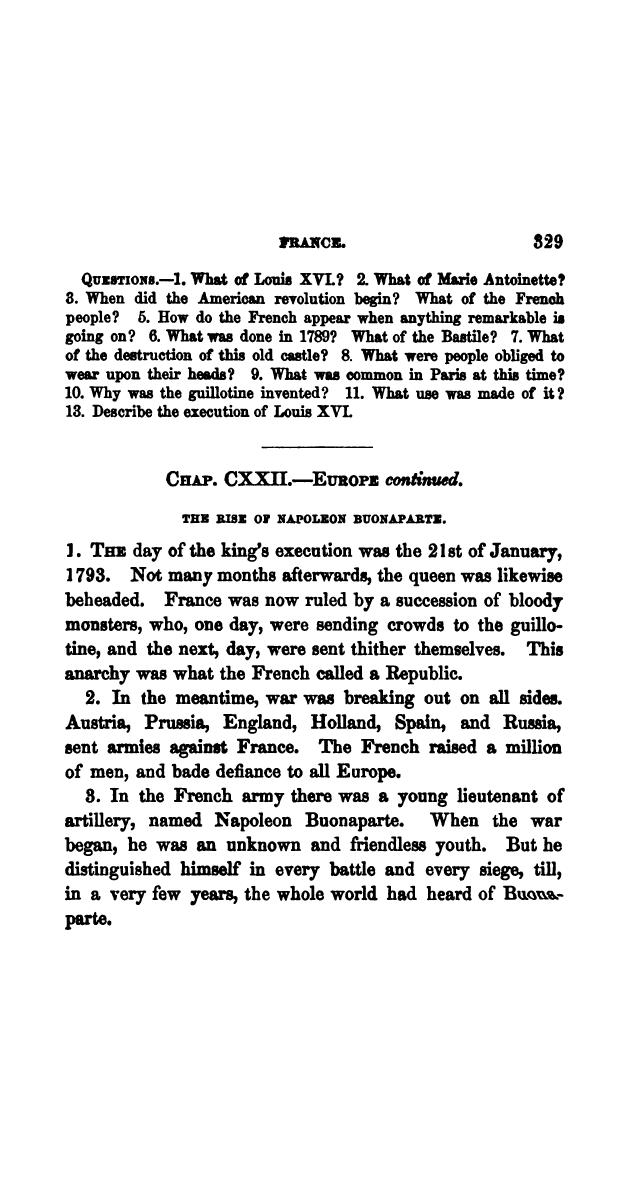 FRANCE. 329
QUESTIONS.—1. What of Louis XVI.? 2. What of Marie Antoinette?
3. When did the American revolution begin? What of the French
people? 5. How do the French appear when anything remarkable is
going on? 6. What was done in 1789? What of the Bastile? 7. What
of the destruction of this old castle? 8. What were people obliged to
wear upon their heads? 9. What was common in Paris at this time?
10. Why was the guillotine invented? 11. What use was made of it?
13. Describe the execution of Louis XVI.
CHAP. CXXII.—EUROPE continued.
THE RISE OF NAPOLEON BUONAPARTE.
1. THE day of the king's execution was the 21st of January,
1793. Not many months afterwards, the queen was likewise
beheaded. France was now ruled by a succession of bloody
monsters, who, one day, were sending crowds to the guillo-
tine, and the next, day, were sent thither themselves. This
anarchy was what the French called a Republic.
2. In the meantime, war was breaking out on all sides.
Austria, Prussia, England, Holland, Spain, and Russia,
sent armies against France. The French raised a million
of men, and bade defiance to all Europe.
3. In the French army there was a young lieutenant of
artillery, named Napoleon Buonaparte. When the war
began, he was an unknown and friendless youth. But he
distinguished himself in every battle and every siege, till,
in a very few years, the whole world had heard of Buona-
parte.